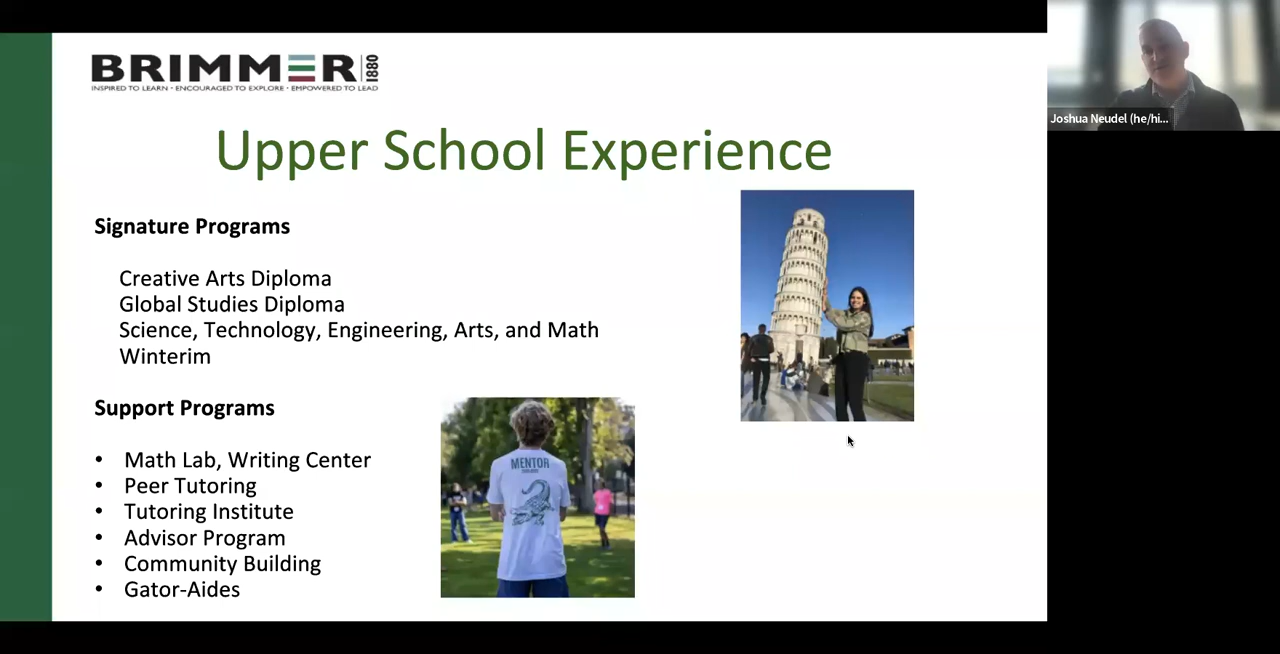 BRIMMER 1880
INSPIRED TO LEARN · ENCOURAGED TO EXPLORE · EMPOWERED TO LEAD
Joshua Neudel (he/hi...
Upper School Experience
Signature Programs
Creative Arts Diploma
Global Studies Diploma
Science, Technology, Engineering, Arts, and Math
Winterim
Support Programs
• Math Lab, Writing Center
• Peer Tutoring
• Tutoring Institute
• Advisor Program
• Community Building
• Gator-Aides
MENTOR